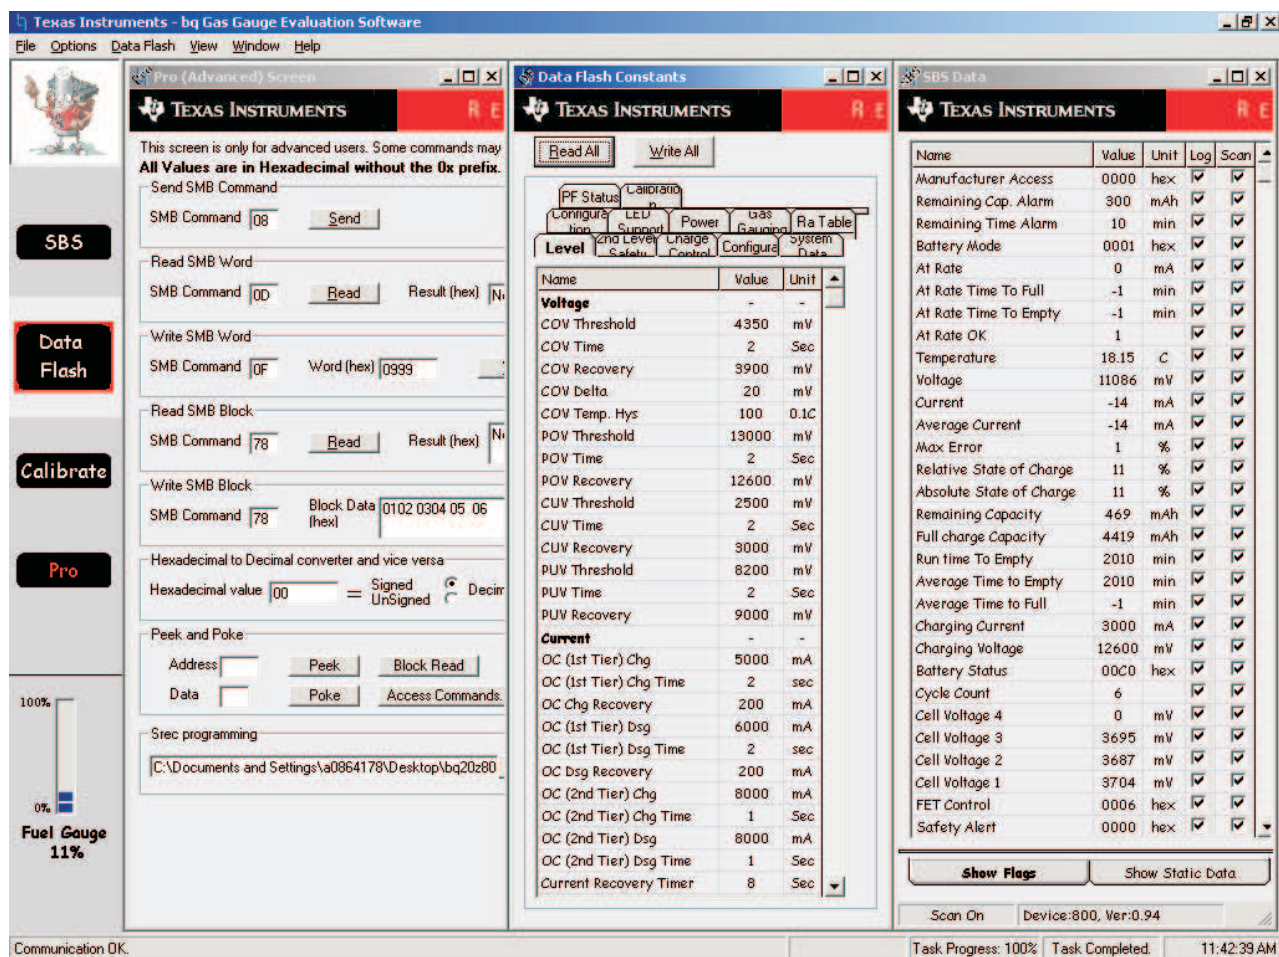 Texas Instruments - bq Gas Gauge Evaluation Software
File Options Data Flash View Window Help
SBS
Data
Flash
Calibrate
Pro
100%
0%
Fuel Gauge
11%
Pro (Advanced) Screen
TEXAS INSTRUMENTS R E
This screen is only for advanced users. Some commands may
All Values are in Hexadecimal without the 0x prefix.
Send SMB Command
SMB Command 08 Send
Read SMB Word
SMB Command 0D Read Result (hex)
Write SMB Word
SMB Command 0F Word (hex) 0999
Read SMB Block
SMB Command 78 Read Result (hex)
Write SMB Block
SMB Command 78 Block Data (hex) 0102 0304 05 06
Hexadecimal to Decimal converter and vice versa
Hexadecimal value 00 = Signed Decim
UnSigned
Peek and Poke
Address Peek Block Read
Data Poke Access Commands.
Srec programming
C:\Documents and Settings\a0864178\Desktop\bq20z80
Data Flash Constants
TEXAS INSTRUMENTS R E
Read All Write All
PF Status Calibration
Configuration LED Support Power Gas Gauging Ra Table
Level 2nd Level Safety Charge Control Configura System Data
Name Value Unit
Voltage - -
COV Threshold 4350 mV
COV Time 2 Sec
COV Recovery 3900 mV
COV Delta 20 mV
COV Temp. Hys 100 0.1C
POV Threshold 13000 mV
POV Time 2 Sec
POV Recovery 12600 mV
CUV Threshold 2500 mV
CUV Time 2 Sec
CUV Recovery 3000 mV
PUV Threshold 8200 mV
PUV Time 2 Sec
PUV Recovery 9000 mV
Current - -
OC (1st Tier) Chg 5000 mA
OC (1st Tier) Chg Time 2 sec
OC Chg Recovery 200 mA
OC (1st Tier) Dsg 6000 mA
OC (1st Tier) Dsg Time 2 sec
OC Dsg Recovery 200 mA
OC (2nd Tier) Chg 8000 mA
OC (2nd Tier) Chg Time 1 Sec
OC (2nd Tier) Dsg 8000 mA
OC (2nd Tier) Dsg Time 1 Sec
Current Recovery Timer 8 Sec
SBS Data
TEXAS INSTRUMENTS R E
Name Value Unit Log Scan
Manufacturer Access 0000 hex
Remaining Cap. Alarm 300 mAh
Remaining Time Alarm 10 min
Battery Mode 0001 hex
At Rate 0 mA
At Rate Time To Full -1 min
At Rate Time To Empty -1 min
At Rate OK 1
Temperature 18.15 C
Voltage 11086 mV
Current -14 mA
Average Current -14 mA
Max Error 1 %
Relative State of Charge 11 %
Absolute State of Charge 11 %
Remaining Capacity 469 mAh
Full charge Capacity 4419 mAh
Run time To Empty 2010 min
Average Time to Empty 2010 min
Average Time to Full -1 min
Charging Current 3000 mA
Charging Voltage 12600 mV
Battery Status 00C0 hex
Cycle Count 6
Cell Voltage 4 0 mV
Cell Voltage 3 3695 mV
Cell Voltage 2 3687 mV
Cell Voltage 1 3704 mV
FET Control 0006 hex
Safety Alert 0000 hex
Show Flags Show Static Data
Scan On Device:800, Ver:0.94
Communication OK. Task Progress: 100% Task Completed. 11:42:39 AM